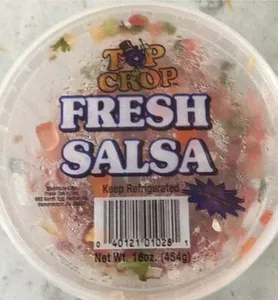 TOP
CROP
FRESH
SALSA
Keep Refrigerated
0 40121 01028 1
Net Wt. 16oz. (454g)